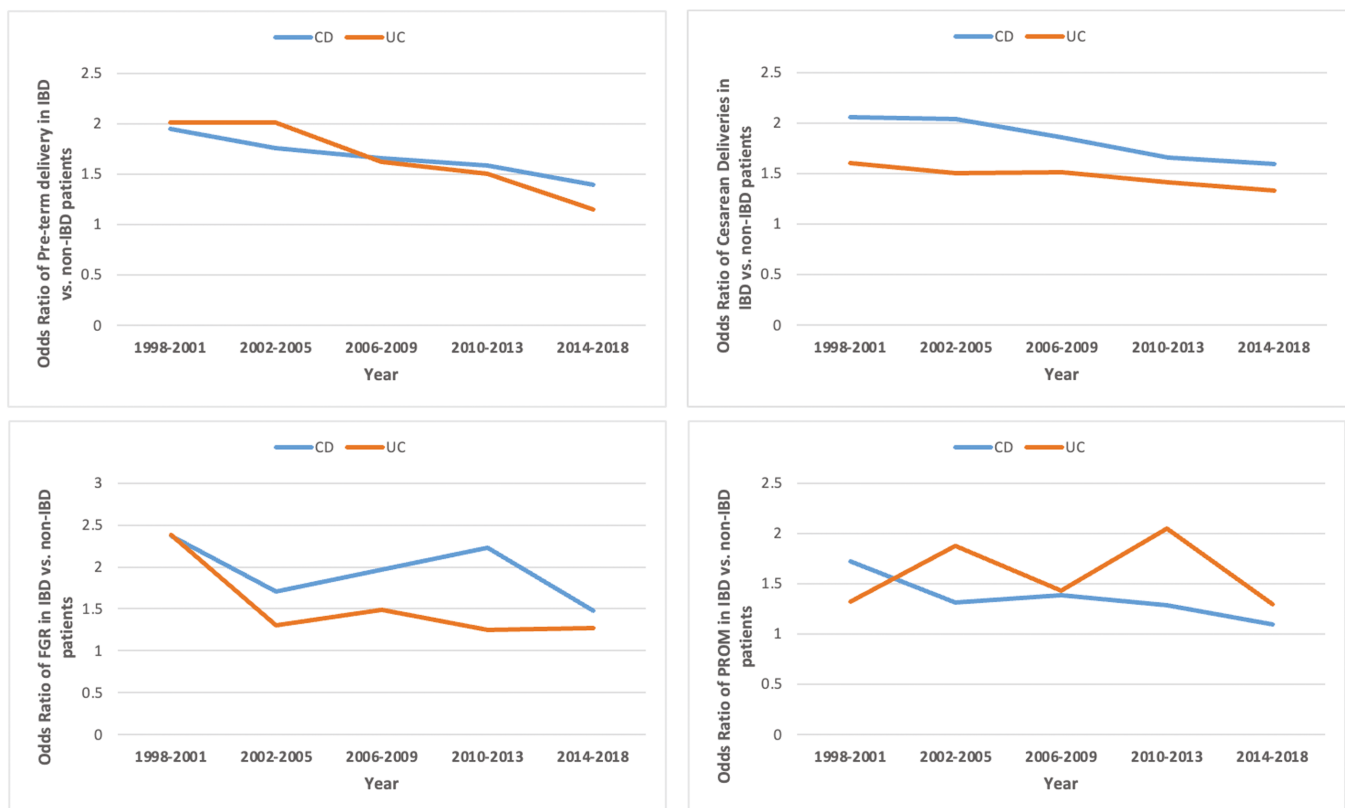 CD UC
Odds Ratio of Pre-term delivery in IBD
vs. non-IBD patients
2.5
2
1.5
1
0.5
0
1998-2001 2002-2005 2006-2009 2010-2013 2014-2018
Year
CD UC
Odds Ratio of Cesarean Deliveries in
IBD vs. non-IBD patients
2.5
2
1.5
1
0.5
0
1998-2001 2002-2005 2006-2009 2010-2013 2014-2018
Year
CD UC
Odds Ratio of FGR in IBD vs. non-IBD
patients
3
2.5
2
1.5
1
0.5
0
1998-2001 2002-2005 2006-2009 2010-2013 2014-2018
Year
CD UC
Odds Ratio of PROM in IBD vs. non-IBD
patients
2.5
2
1.5
1
0.5
0
1998-2001 2002-2005 2006-2009 2010-2013 2014-2018
Year